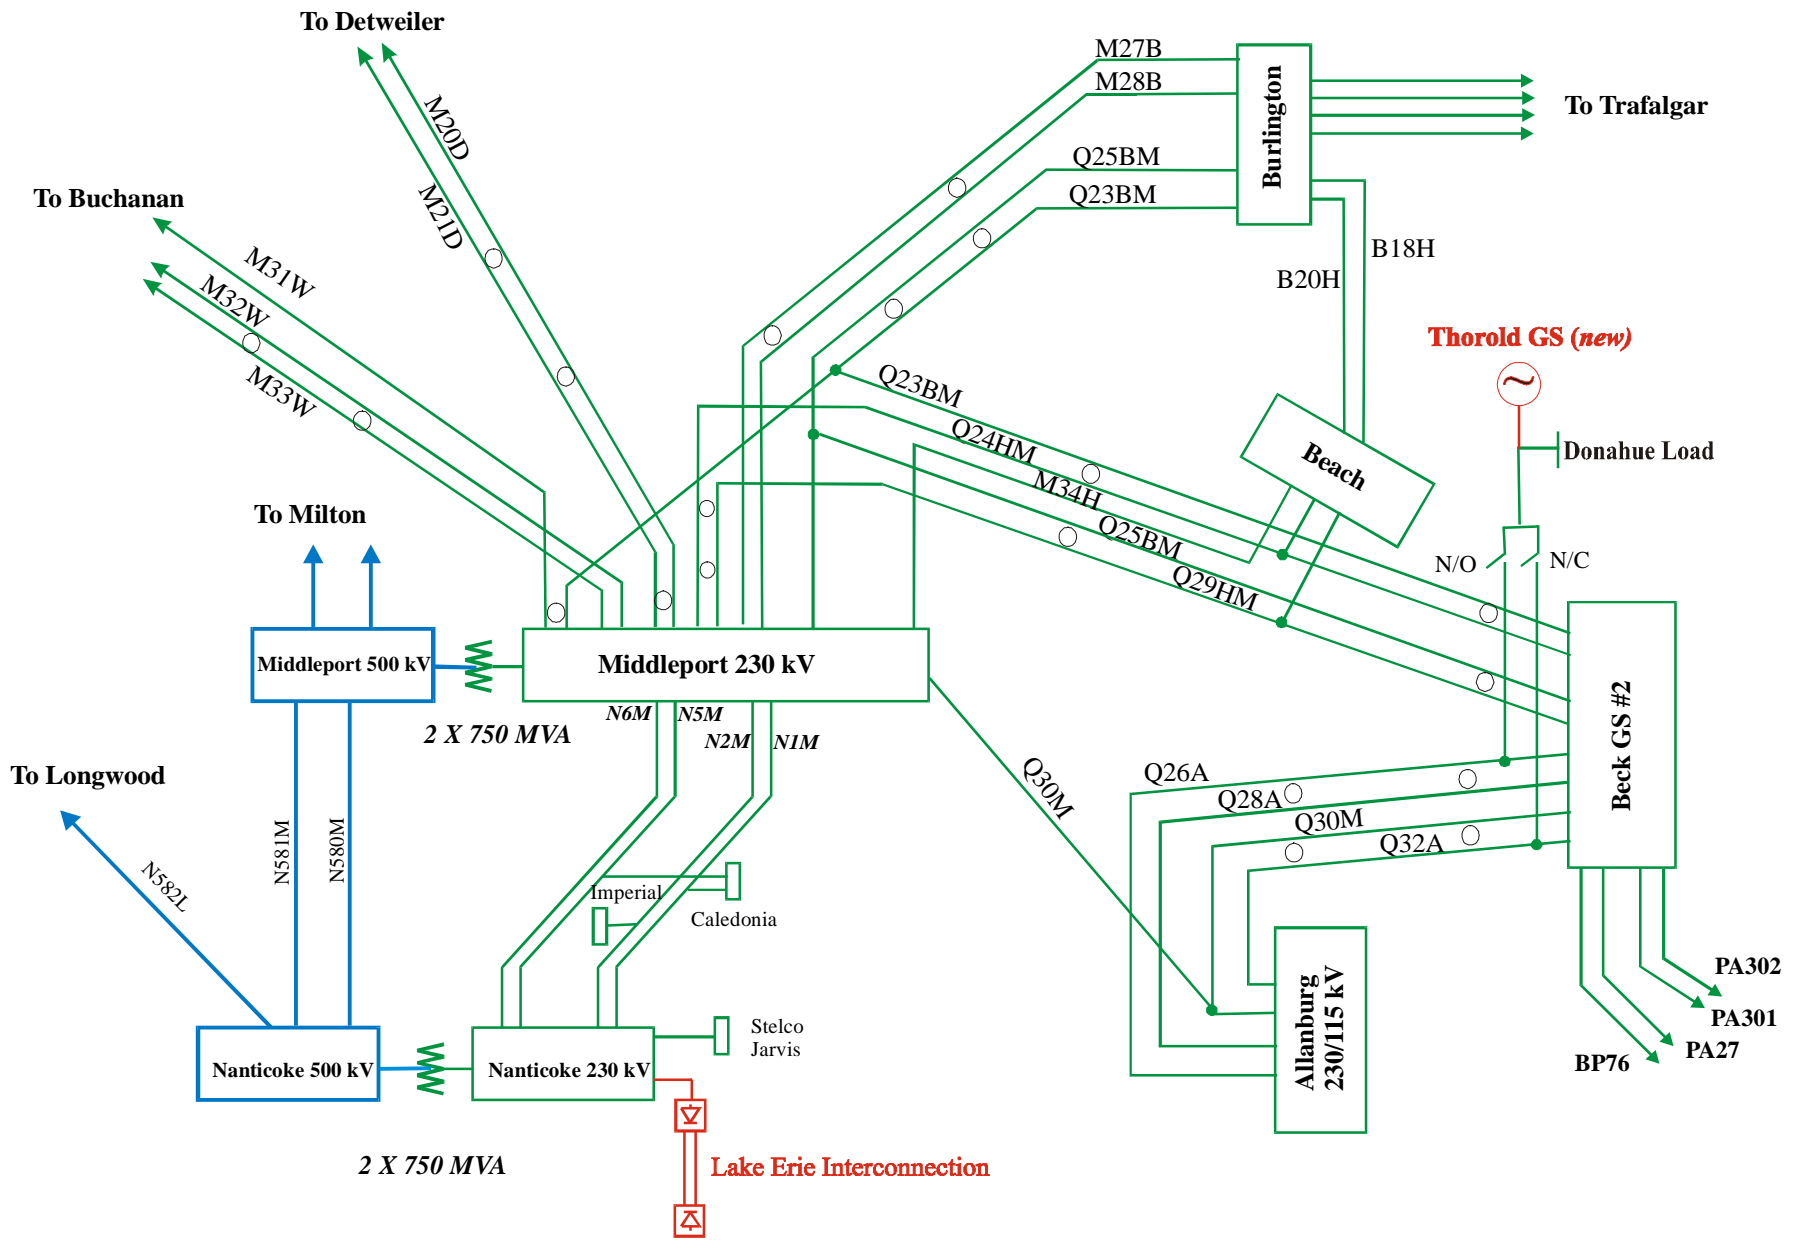 To Detweiler
M27B
M28B
Burlington
To Trafalgar
M20D
M21D
Q25BM
Q23BM
To Buchanan
M31W
M32W
M33W
B18H
B20H
Thorold GS (new)
Q23BM
Q24HM
M34H
Q25BM
Q29HM
Beach
Donahue Load
N/O
N/C
To Milton
Middleport 500 kV
Middleport 230 kV
2 X 750 MVA
N6M
N5M
N2M
N1M
Beck GS #2
To Longwood
N581M
N580M
N582L
Q30M
Q26A
Q28A
Q30M
Q32A
Imperial
Caledonia
Allanburg
230/115 kV
PA302
PA301
PA27
BP76
Stelco
Jarvis
Nanticoke 500 kV
Nanticoke 230 kV
2 X 750 MVA
Lake Erie Interconnection